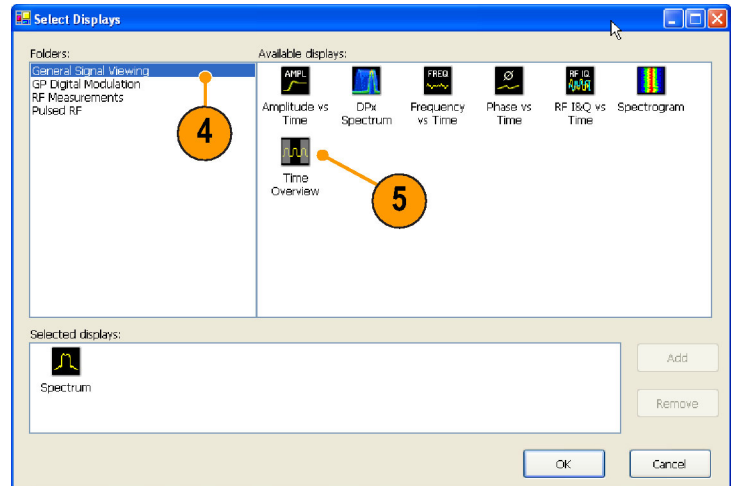 Select Displays
Folders:
General Signal Viewing
GP Digital Modulation
RF Measurements
Pulsed RF
4
Available displays:
AMPL
FREQ
Ø
RF IQ
Amplitude vs
Time
DPx
Spectrum
Frequency
vs Time
Phase vs
Time
RF I&Q vs
Time
Spectrogram
Time
Overview
5
Selected displays:
Spectrum
Add
Remove
OK
Cancel